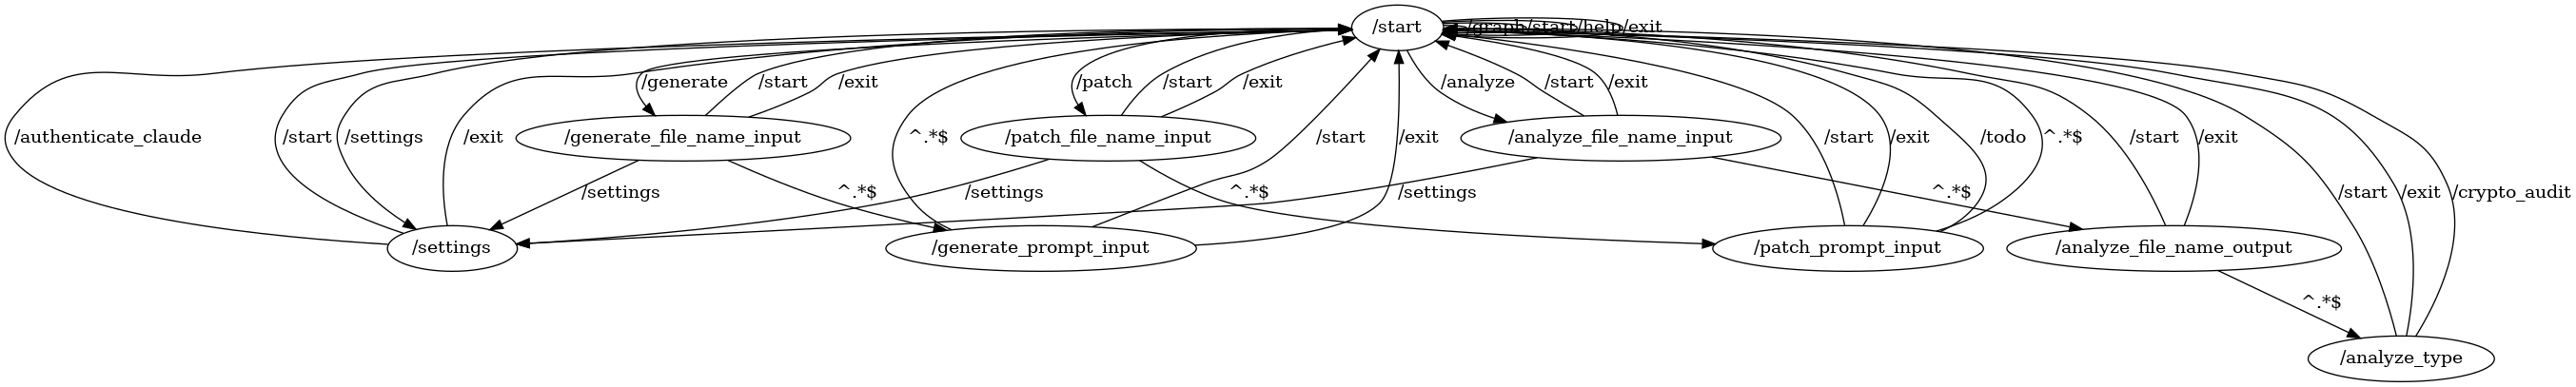 /start
/graph
/start
/help
/exit
/generate
/start
/exit
/patch
/start
/exit
/analyze
/start
/exit
/authenticate_claude
/start
/settings
/exit
/generate_file_name_input
^.*$
/patch_file_name_input
/start
/exit
/analyze_file_name_input
/start
/exit
/todo
^.*$
/start
/exit
/settings
^.*$
/settings
^.*$
/settings
^.*$
/start
/exit
/crypto_audit
/settings
/generate_prompt_input
/patch_prompt_input
/analyze_file_name_output
^.*$
/analyze_type